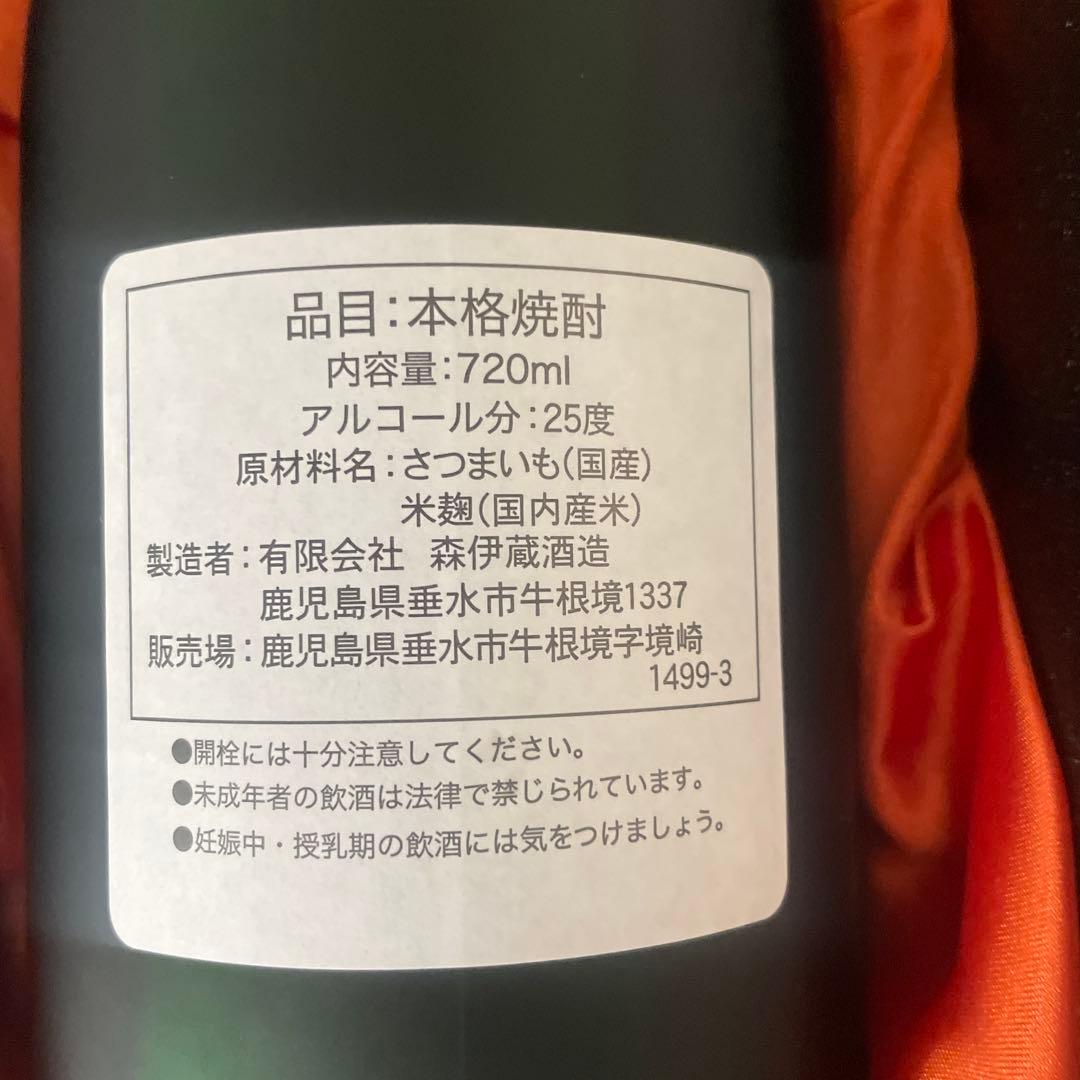 品目:本格焼酎
内容量:720ml
アルコール分:25度
原材料名:さつまいも(国産)
米麹(国内産米)
製造者:有限会社 森伊蔵酒造
鹿児島県垂水市牛根境1337
販売場:鹿児島県垂水市牛根境字境崎
1499-3
●開栓には十分注意してください。
●未成年者の飲酒は法律で禁じられています。
●妊娠中・授乳期の飲酒には気をつけましょう。